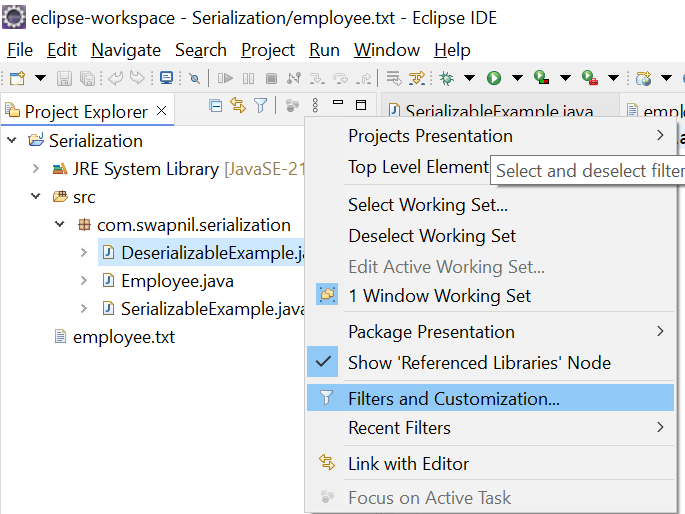 eclipse-workspace - Serialization/employee.txt - Eclipse IDE
File Edit Navigate Search Project Run Window Help
Project Explorer
SerializableExample.java
Serialization
JRE System Library [JavaSE-21
src
com.swapnil.serialization
DeserializableExample.
Employee.java
SerializableExample.java
employee.txt
Projects Presentation
Top Level Element
Select and deselect filter
Select Working Set...
Deselect Working Set
Edit Active Working Set...
1 Window Working Set
Package Presentation
Show 'Referenced Libraries' Node
Filters and Customization...
Recent Filters
Link with Editor
Focus on Active Task